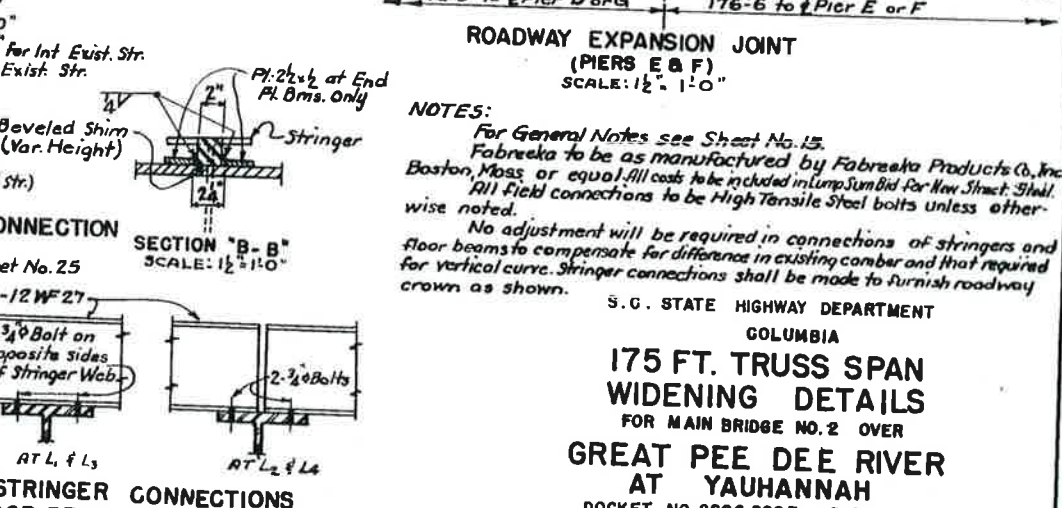 176-6 to ℄ Pier E or F
ROADWAY EXPANSION JOINT
(PIERS E & F)
SCALE: 1½" = 1'-0"
For Int Exist. Str.
Exist. Str.
4
2"
Pl. 2½x½ at End
Pl. Bms. Only
Beveled Shim
(Var. Height)
Stringer
Str.)
2¼"
ONNECTION
SECTION "B-B"
SCALE: 1½" = 1'-0"
et No. 25
NOTES:
For General Notes see Sheet No. 15.
Fabreeka to be as manufactured by Fabreeka Products Co, Inc
Boston, Mass. or equal. All costs to be included in Lump Sum Bid for New Struct. Steel.
All field connections to be High Tensile Steel bolts unless other-
wise noted.
No adjustment will be required in connections of stringers and
floor beams to compensate for difference in existing camber and that required
for vertical curve. Stringer connections shall be made to furnish roadway
crown as shown.
-12 WF 27
¾"φ Bolt on
opposite sides
f Stringer Web.
2-¾"φ Bolts
AT L₁ & L₃
AT L₂ & L₄
STRINGER CONNECTIONS
S.C. STATE HIGHWAY DEPARTMENT
COLUMBIA
175 FT. TRUSS SPAN
WIDENING DETAILS
FOR MAIN BRIDGE NO. 2 OVER
GREAT PEE DEE RIVER
AT YAUHANNAH
DOCKET NO.